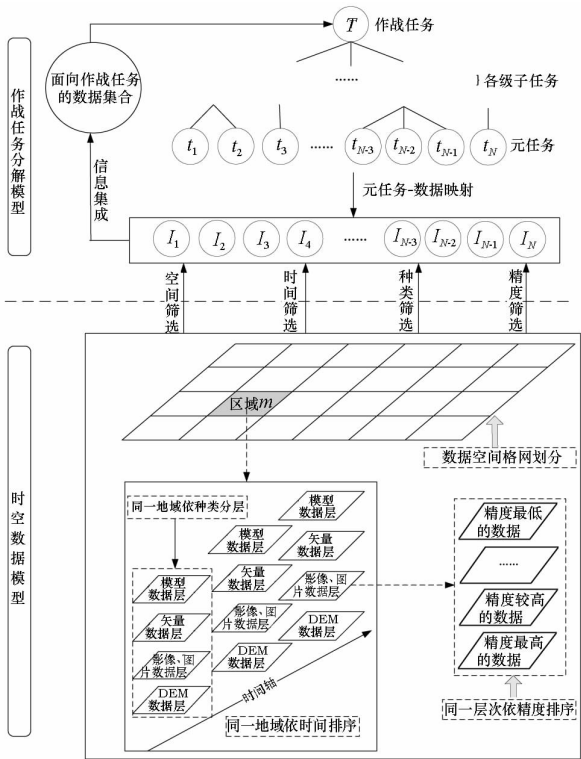 T 作战任务
面向作战任务
的数据集合
......
}各级子任务
作战任务分解模型
t1 t2 t3 ...... tN-3 tN-2 tN-1 tN 元任务
信息集成
元任务-数据映射
I1 I2 I3 I4 ...... IN-3 IN-2 IN-1 IN
空间筛选
时间筛选
种类筛选
精度筛选
时空数据模型
区域m
数据空间格网划分
同一地域依种类分层
模型
数据层
模型
数据层
矢量
数据层
模型
数据层
矢量
数据层
影像、图
片数据层
矢量
数据层
影像、图
片数据层
DEM
数据层
影像、图
片数据层
DEM
数据层
DEM
数据层
时间轴
同一地域依时间排序
精度最低
的数据
......
精度较高
的数据
精度最高
的数据
同一层次依精度排序